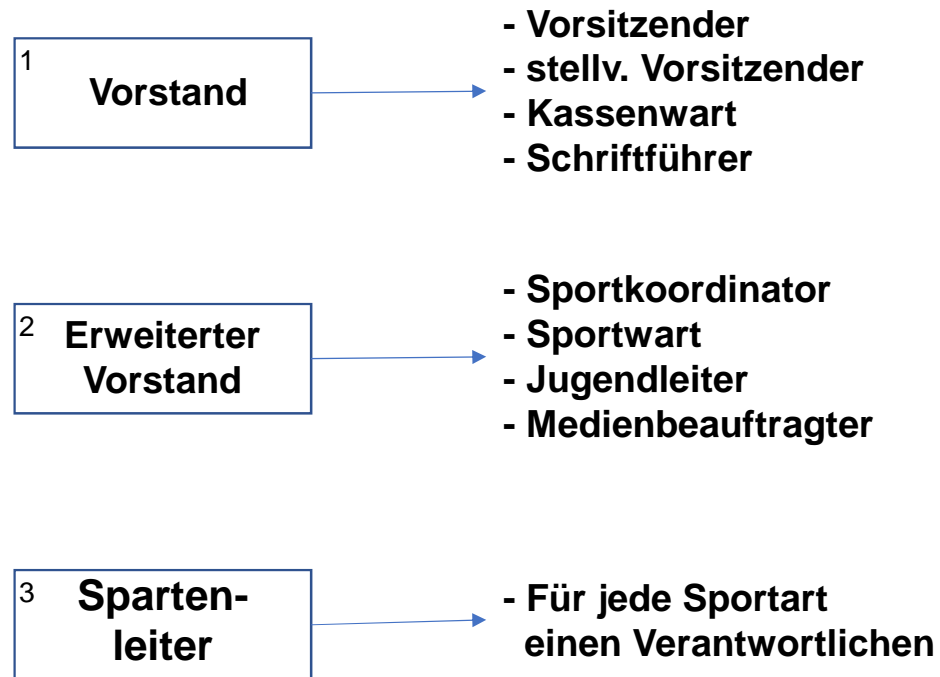 1
Vorstand
- Vorsitzender
- stellv. Vorsitzender
- Kassenwart
- Schriftführer
2
Erweiterter
Vorstand
- Sportkoordinator
- Sportwart
- Jugendleiter
- Medienbeauftragter
3
Sparten-
leiter
- Für jede Sportart
einen Verantwortlichen